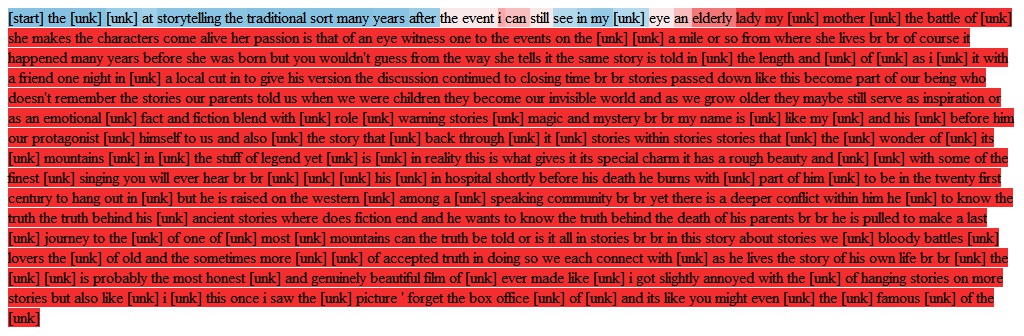 [start] the [unk] [unk] at storytelling the traditional sort many years after the event i can still see in my [unk] eye an elderly lady my [unk] mother [unk] the battle of [unk]
she makes the characters come alive her passion is that of an eye witness one to the events on the [unk] [unk] a mile or so from where she lives br br of course it
happened many years before she was born but you wouldn't guess from the way she tells it the same story is told in [unk] the length and [unk] of [unk] as i [unk] it with
a friend one night in [unk] a local cut in to give his version the discussion continued to closing time br br stories passed down like this become part of our being who
doesn't remember the stories our parents told us when we were children they become our invisible world and as we grow older they maybe still serve as inspiration or
as an emotional [unk] fact and fiction blend with [unk] role [unk] warning stories [unk] magic and mystery br br my name is [unk] like my [unk] and his [unk] before him
our protagonist [unk] himself to us and also [unk] the story that [unk] back through [unk] it [unk] stories within stories stories that [unk] the [unk] wonder of [unk] its
[unk] mountains [unk] in [unk] the stuff of legend yet [unk] is [unk] in reality this is what gives it its special charm it has a rough beauty and [unk] [unk] with some of the
finest [unk] singing you will ever hear br br [unk] [unk] [unk] his [unk] in hospital shortly before his death he burns with [unk] part of him [unk] to be in the twenty first
century to hang out in [unk] but he is raised on the western [unk] among a [unk] speaking community br br yet there is a deeper conflict within him he [unk] to know the
truth the truth behind his [unk] ancient stories where does fiction end and he wants to know the truth behind the death of his parents br br he is pulled to make a last
[unk] journey to the [unk] of one of [unk] most [unk] mountains can the truth be told or is it all in stories br br in this story about stories we [unk] bloody battles [unk]
lovers the [unk] of old and the sometimes more [unk] [unk] of accepted truth in doing so we each connect with [unk] as he lives the story of his own life br br [unk] the
[unk] [unk] is probably the most honest [unk] and genuinely beautiful film of [unk] ever made like [unk] i got slightly annoyed with the [unk] of hanging stories on more
stories but also like [unk] i [unk] this once i saw the [unk] picture ' forget the box office [unk] of [unk] and its like you might even [unk] the [unk] famous [unk] of the
[unk]